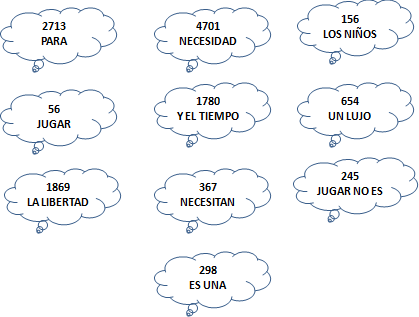 2713
PARA
4701
NECESIDAD
156
LOS NIÑOS
56
JUGAR
1780
Y EL TIEMPO
654
UN LUJO
1869
LA LIBERTAD
367
NECESITAN
245
JUGAR NO ES
298
ES UNA